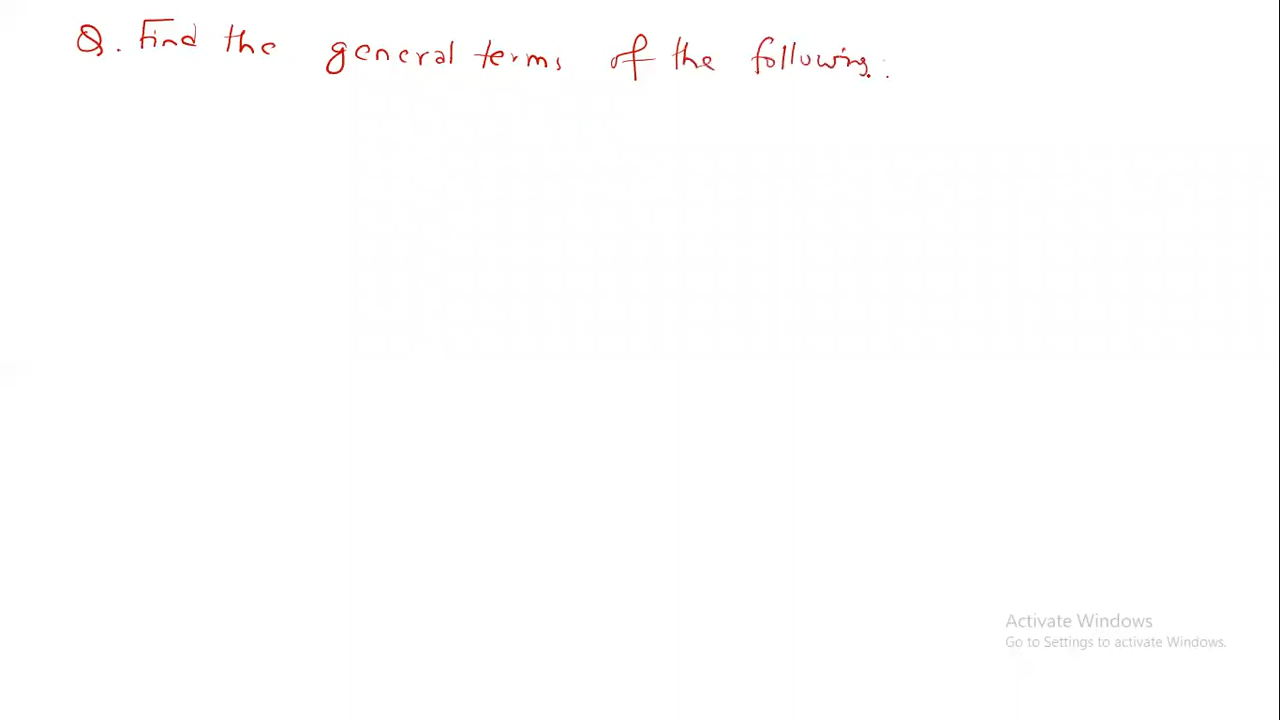 Q. Find the general terms of the following:
Activate Windows
Go to Settings to activate Windows.